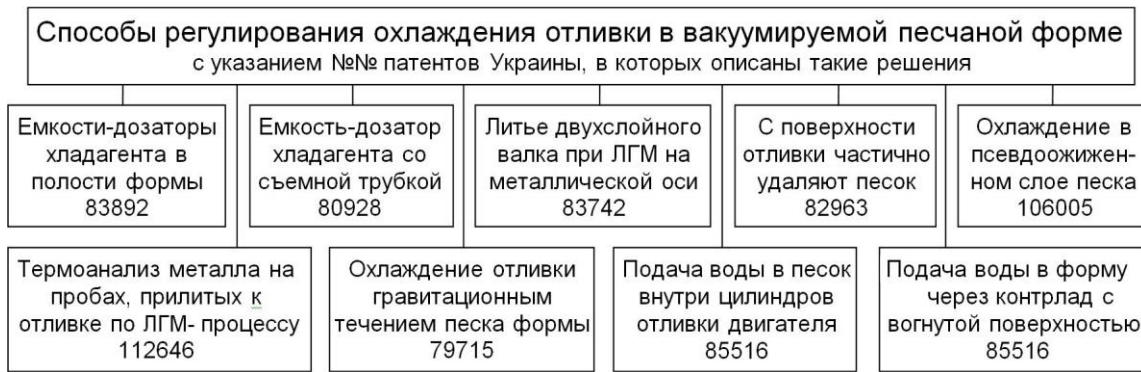 Способы регулирования охлаждения отливки в вакуумируемой песчаной форме
с указанием №№ патентов Украины, в которых описаны такие решения
Емкости-дозаторы
хладагента в
полости формы
83892
Емкость-дозатор
хладагента со
съемной трубкой
80928
Литье двухслойного
валка при ЛГМ на
металлической оси
83742
С поверхности
отливки частично
удаляют песок
82963
Охлаждение в
псевдоожижен-
ном слое песка
106005
Термоанализ металла на
пробах, прилитых к
отливке по ЛГМ- процессу
112646
Охлаждение отливки
гравитационным
течением песка формы
79715
Подача воды в песок
внутри цилиндров
отливки двигателя
85516
Подача воды в форму
через контрлад с
вогнутой поверхностью
85516